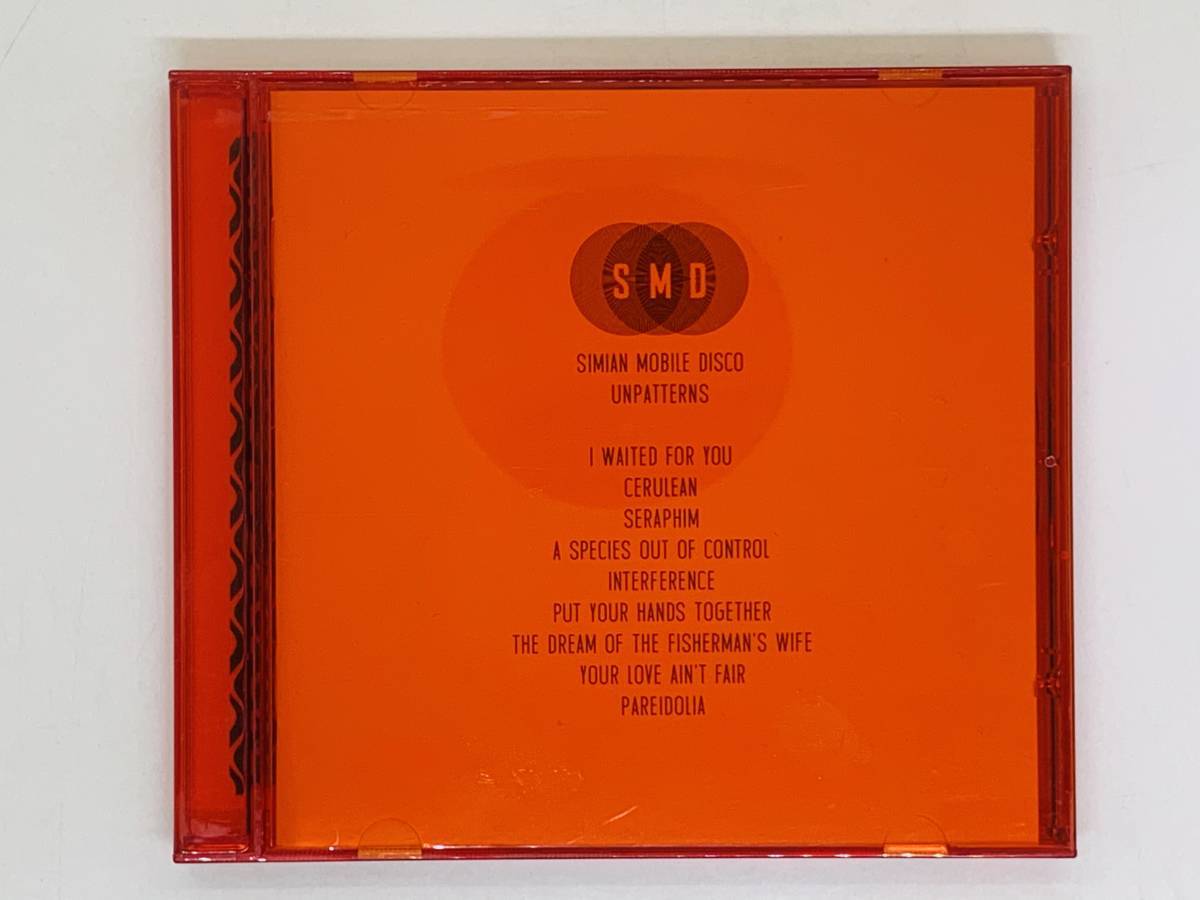 SMD
SIMIAN MOBILE DISCO
UNPATTERNS
I WAITED FOR YOU
CERULEAN
SERAPHIM
A SPECIES OUT OF CONTROL
INTERFERENCE
PUT YOUR HANDS TOGETHER
THE DREAM OF THE FISHERMAN'S WIFE
YOUR LOVE AIN'T FAIR
PAREIDOLIA